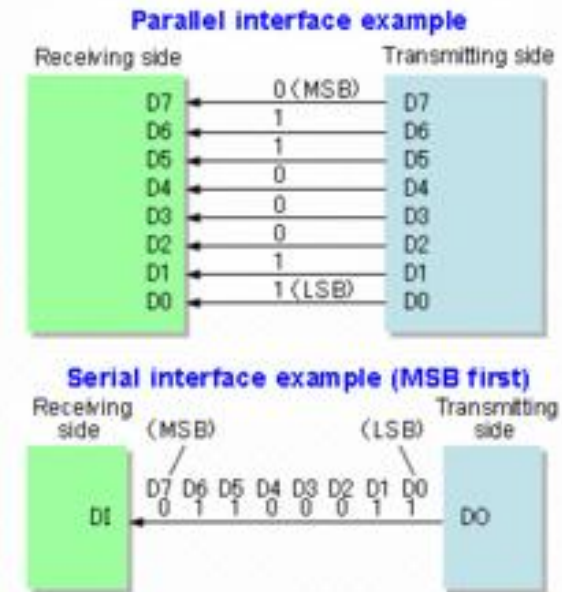 Parallel interface example
Receiving side Transmitting side
D7 0(MSB) D7
D6 1 D6
D5 1 D5
D4 0 D4
D3 0 D3
D2 0 D2
D1 1 D1
D0 1(LSB) D0
Serial interface example (MSB first)
Receiving side (MSB) (LSB) Transmitting side
D7 D6 D5 D4 D3 D2 D1 D0
0 1 1 0 0 0 1 1
DI DO